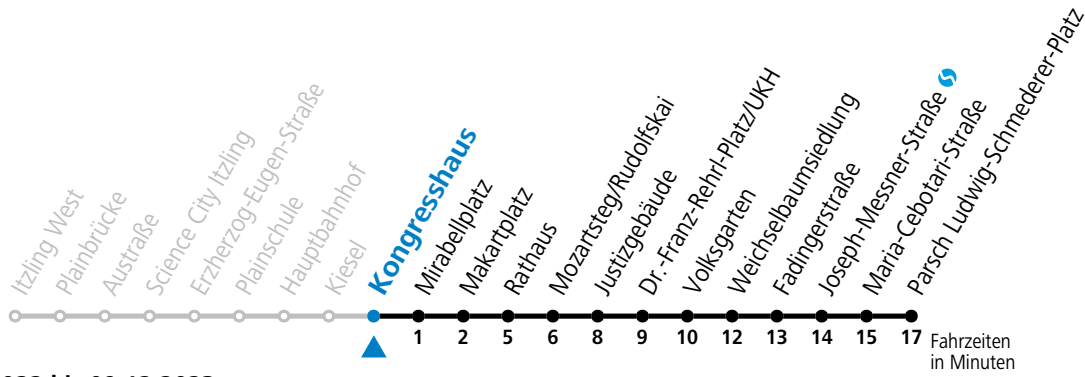 Itzling West
Plainbrücke
Austraße
Science City Itzling
Erzherzog-Eugen-Straße
Plainschule
Hauptbahnhof
Kiesel
Kongresshaus
Mirabellplatz
Makartplatz
Rathaus
Mozartsteg/Rudolfskai
Justizgebäude
Dr.-Franz-Rehrl-Platz/UKH
Volksgarten
Weichselbaumsiedlung
Fadingerstraße
Joseph-Messner-Straße
Maria-Cebotari-Straße
Parsch Ludwig-Schmederer-Platz
1 2 5 6 8 9 10 12 13 14 15 17
Fahrzeiten
in Minuten